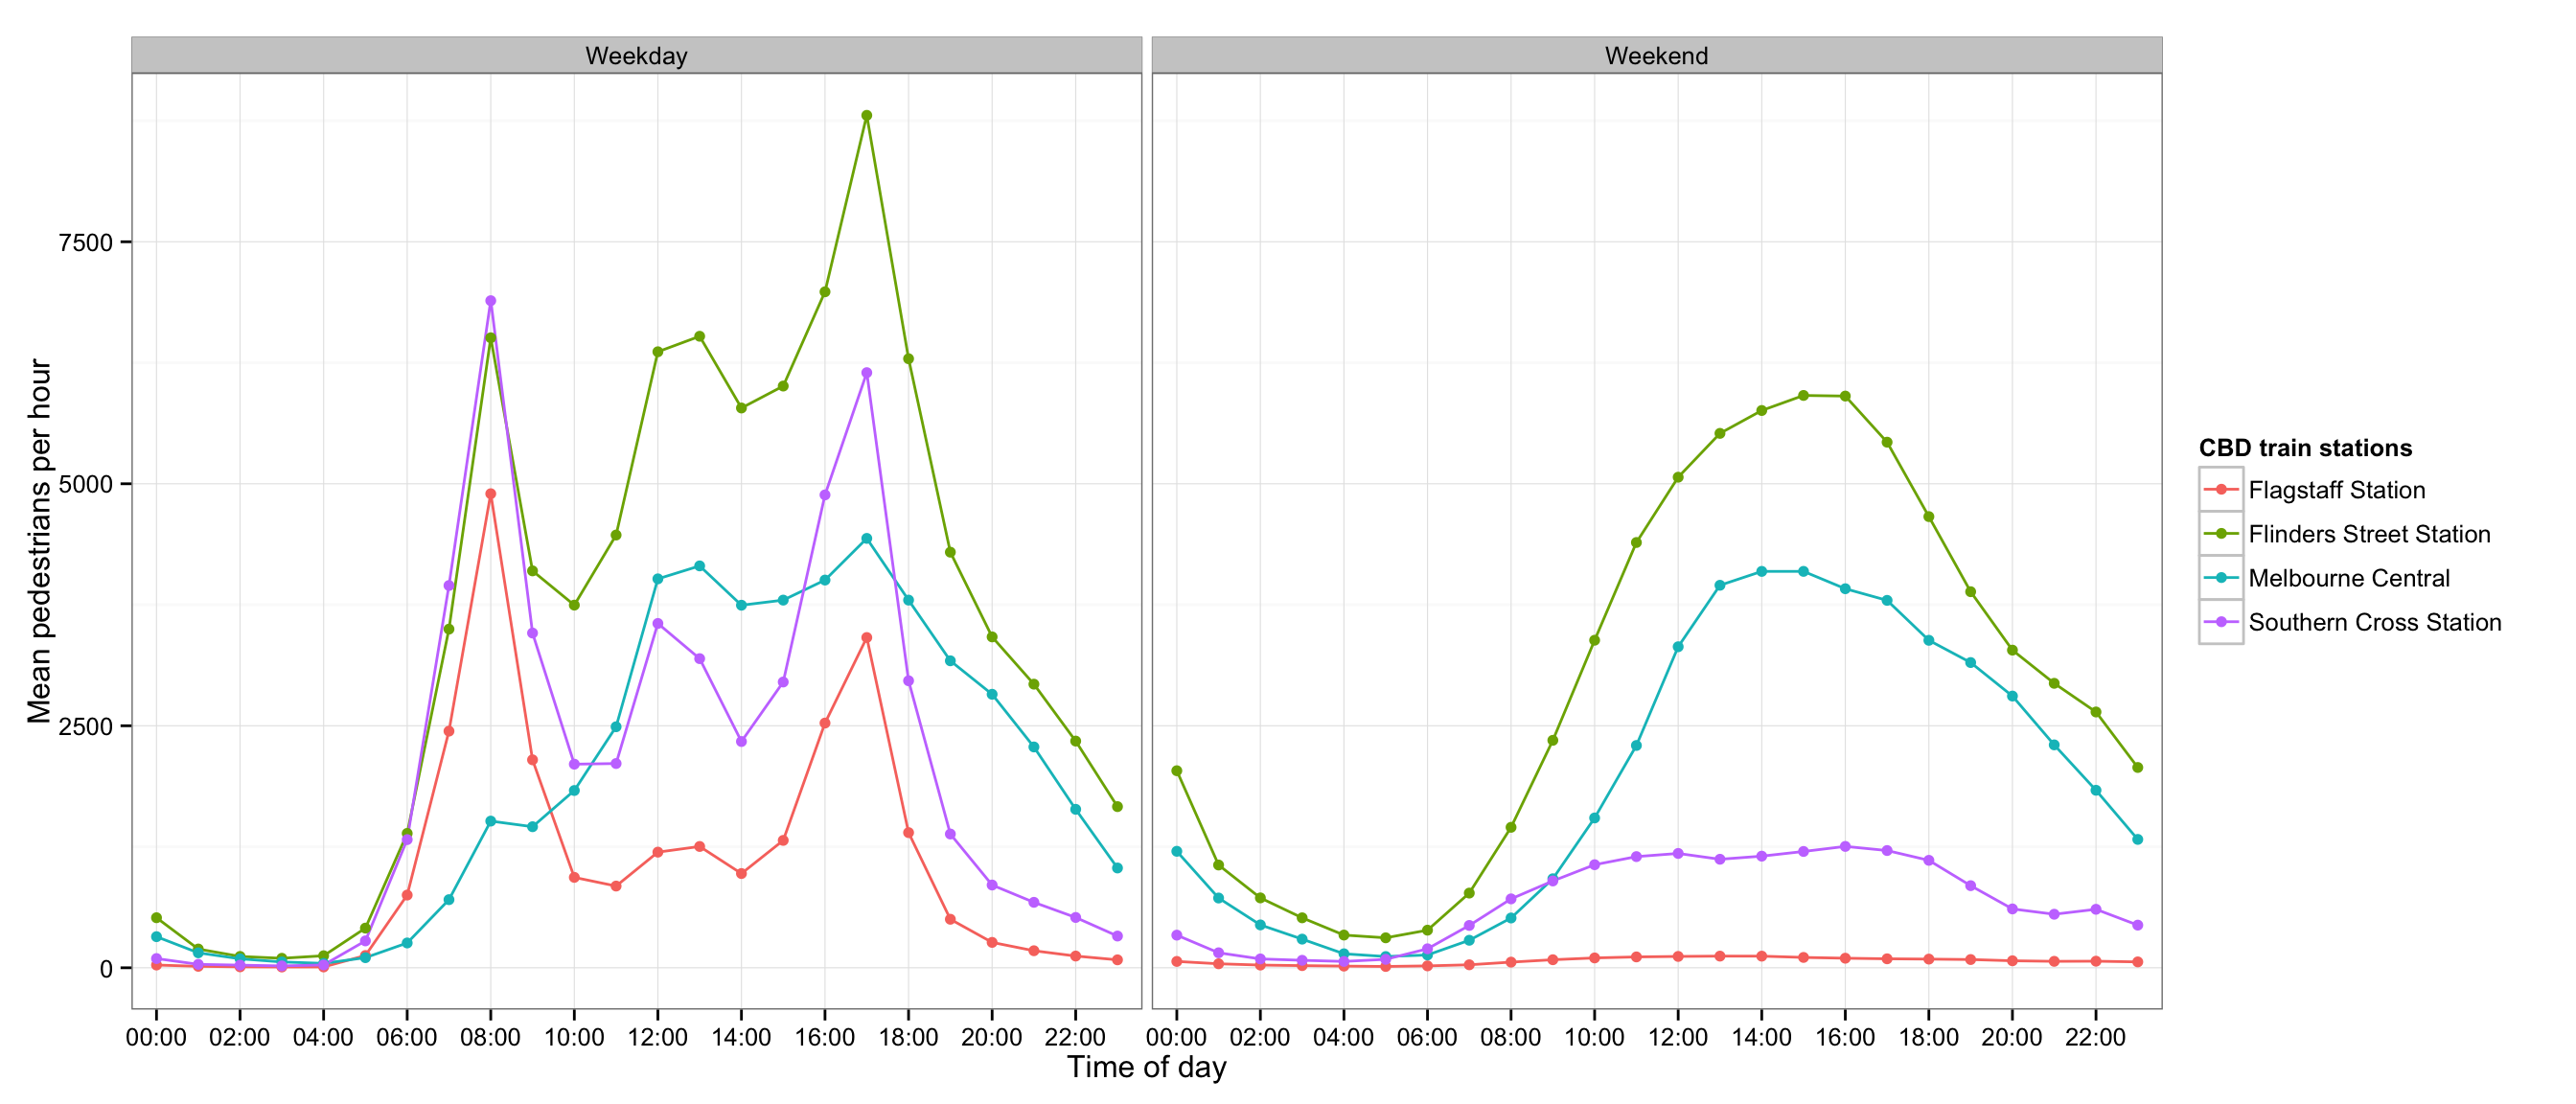 Weekday
Weekend
Mean pedestrians per hour
7500
5000
2500
0
00:00 02:00 04:00 06:00 08:00 10:00 12:00 14:00 16:00 18:00 20:00 22:00
00:00 02:00 04:00 06:00 08:00 10:00 12:00 14:00 16:00 18:00 20:00 22:00
Time of day
CBD train stations
Flagstaff Station
Flinders Street Station
Melbourne Central
Southern Cross Station